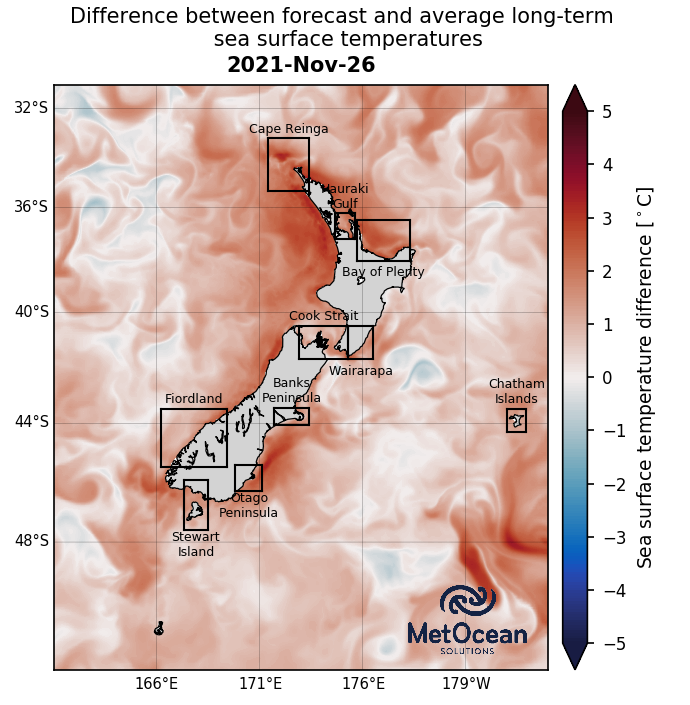 Difference between forecast and average long-term
sea surface temperatures
2021-Nov-26
32°S
36°S
40°S
44°S
48°S
Cape Reinga
Hauraki
Gulf
Bay of Plenty
Cook Strait
Wairarapa
Banks
Peninsula
Fiordland
Chatham
Islands
Otago
Peninsula
Stewart
Island
MetOcean
SOLUTIONS
166°E
171°E
176°E
179°W
5
4
3
2
1
0
−1
−2
−3
−4
−5
Sea surface temperature difference [°C]